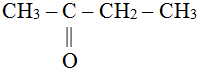 CH3 – C – CH2 – CH3
||
O